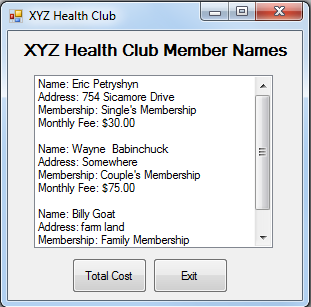 XYZ Health Club
XYZ Health Club Member Names
Name: Eric Petryshyn
Address: 754 Sicamore Drive
Membership: Single's Membership
Monthly Fee: $30.00
Name: Wayne  Babinchuck
Address: Somewhere
Membership: Couple's Membership
Monthly Fee: $75.00
Name: Billy Goat
Address: farm land
Membership: Family Membership
Total Cost
Exit